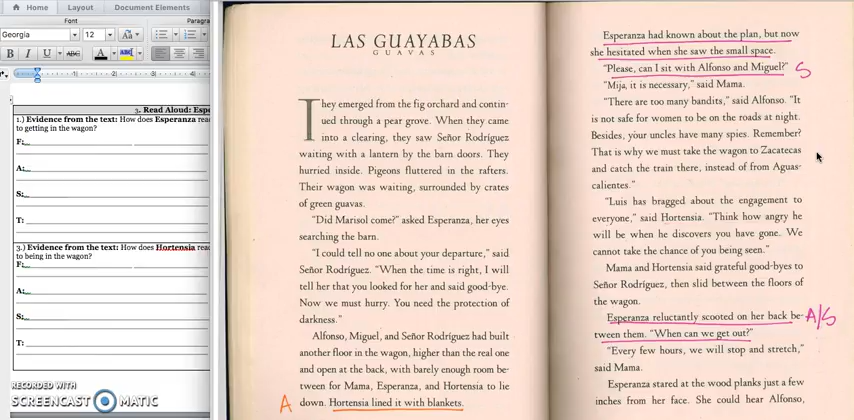 Home Layout Document Elements
Font Paragra
Georgia 12 Aa
B I U ABC A
3. Read Aloud: Espe
1.) Evidence from the text: How does Esperanza rea
to getting in the wagon?
F:
A:
S:
T:
3.) Evidence from the text: How does Hortensia rea
to being in the wagon?
F:
A:
S:
T:
RECORDED WITH
SCREENCAST MATIC
LAS GUAYABAS
GUAVAS
They emerged from the fig orchard and contin-
ued through a pear grove. When they came
into a clearing, they saw Señor Rodríguez
waiting with a lantern by the barn doors. They
hurried inside. Pigeons fluttered in the rafters.
Their wagon was waiting, surrounded by crates
of green guavas.
"Did Marisol come?" asked Esperanza, her eyes
searching the barn.
"I could tell no one about your departure," said
Señor Rodríguez. "When the time is right, I will
tell her that you looked for her and said good-bye.
Now we must hurry. You need the protection of
darkness."
Alfonso, Miguel, and Señor Rodríguez had built
another floor in the wagon, higher than the real one
and open at the back, with barely enough room be-
tween for Mama, Esperanza, and Hortensia to lie
A down. Hortensia lined it with blankets.
Esperanza had known about the plan, but now
she hesitated when she saw the small space.
"Please, can I sit with Alfonso and Miguel?" S
"Mija, it is necessary," said Mama.
"There are too many bandits," said Alfonso. "It
is not safe for women to be on the roads at night.
Besides, your uncles have many spies. Remember?
That is why we must take the wagon to Zacatecas
and catch the train there, instead of from Aguas-
calientes."
"Luis has bragged about the engagement to
everyone," said Hortensia. "Think how angry he
will be when he discovers you have gone. We
cannot take the chance of you being seen."
Mama and Hortensia said grateful good-byes to
Señor Rodríguez, then slid between the floors of
the wagon.
Esperanza reluctantly scooted on her back be- A/S
tween them. "When can we get out?"
"Every few hours, we will stop and stretch,"
said Mama.
Esperanza stared at the wood planks just a few
inches from her face. She could hear Alfonso,